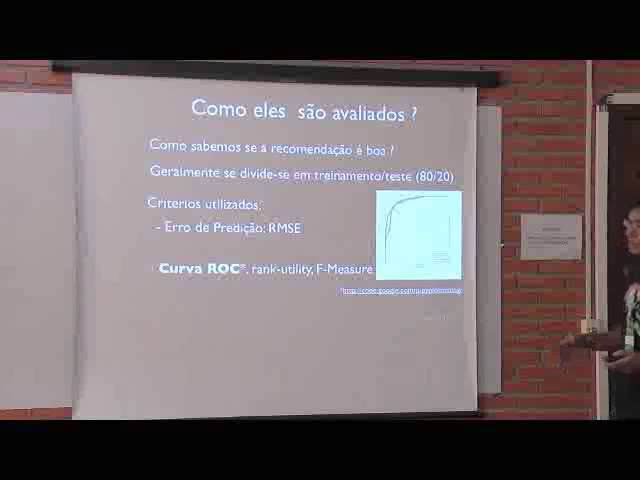 Como eles são avaliados ?
Como sabemos se a recomendação é boa ?
Geralmente se divide-se em treinamento/teste (80/20)
Criterios utilizados:
- Erro de Predição: RMSE
Curva ROC*, rank-utility, F-Measure